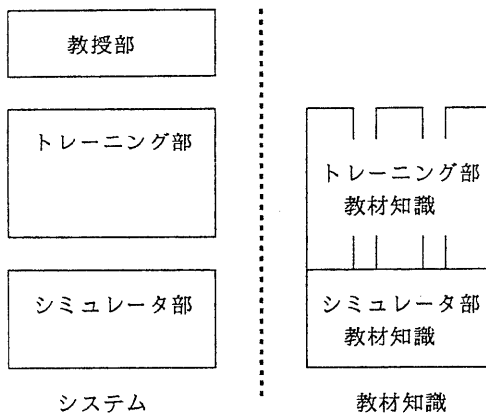 教授部
トレーニング部
シミュレータ部
システム
トレーニング部
教材知識
シミュレータ部
教材知識
教材知識